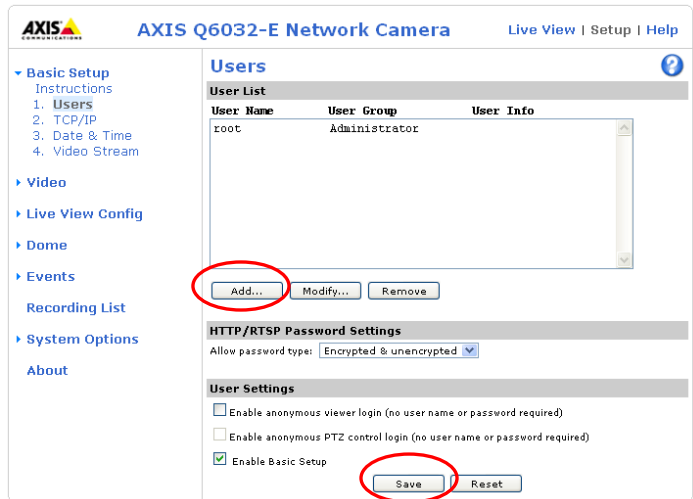 AXIS
COMMUNICATIONS
AXIS Q6032-E Network Camera
Live View | Setup | Help
Basic Setup
Instructions
1. Users
2. TCP/IP
3. Date & Time
4. Video Stream
Video
Live View Config
Dome
Events
Recording List
System Options
About
Users
?
User List
User Name User Group User Info
root Administrator
Add... Modify... Remove
HTTP/RTSP Password Settings
Allow password type: Encrypted & unencrypted
User Settings
Enable anonymous viewer login (no user name or password required)
Enable anonymous PTZ control login (no user name or password required)
Enable Basic Setup
Save Reset